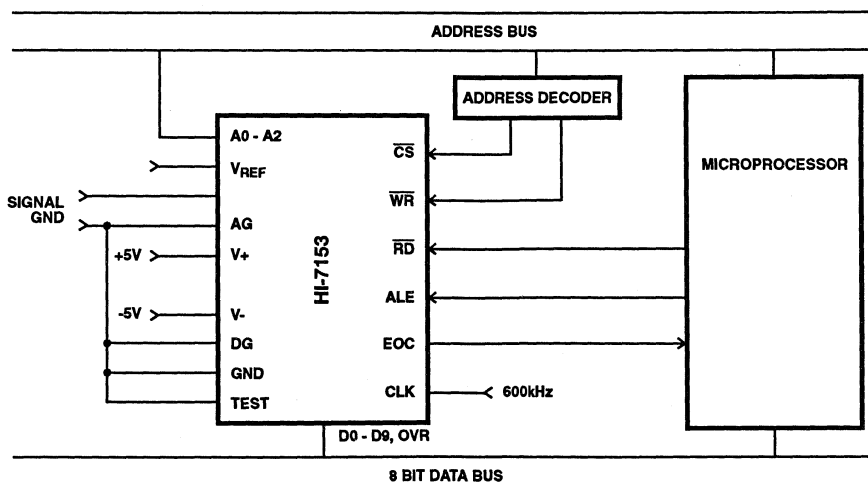 ADDRESS BUS
ADDRESS DECODER
MICROPROCESSOR
A0 - A2
VREF
SIGNAL
GND
AG
+5V
V+
-5V
V-
DG
GND
TEST
HI-7153
CS
WR
RD
ALE
EOC
CLK
600kHz
D0 - D9, OVR
8 BIT DATA BUS